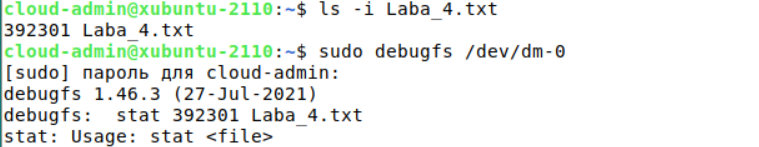 cloud-admin@xubuntu-2110:~$ ls -i Laba_4.txt
392301 Laba_4.txt
cloud-admin@xubuntu-2110:~$ sudo debugfs /dev/dm-0
[sudo] пароль для cloud-admin:
debugfs 1.46.3 (27-Jul-2021)
debugfs:  stat 392301 Laba_4.txt
stat: Usage: stat <file>